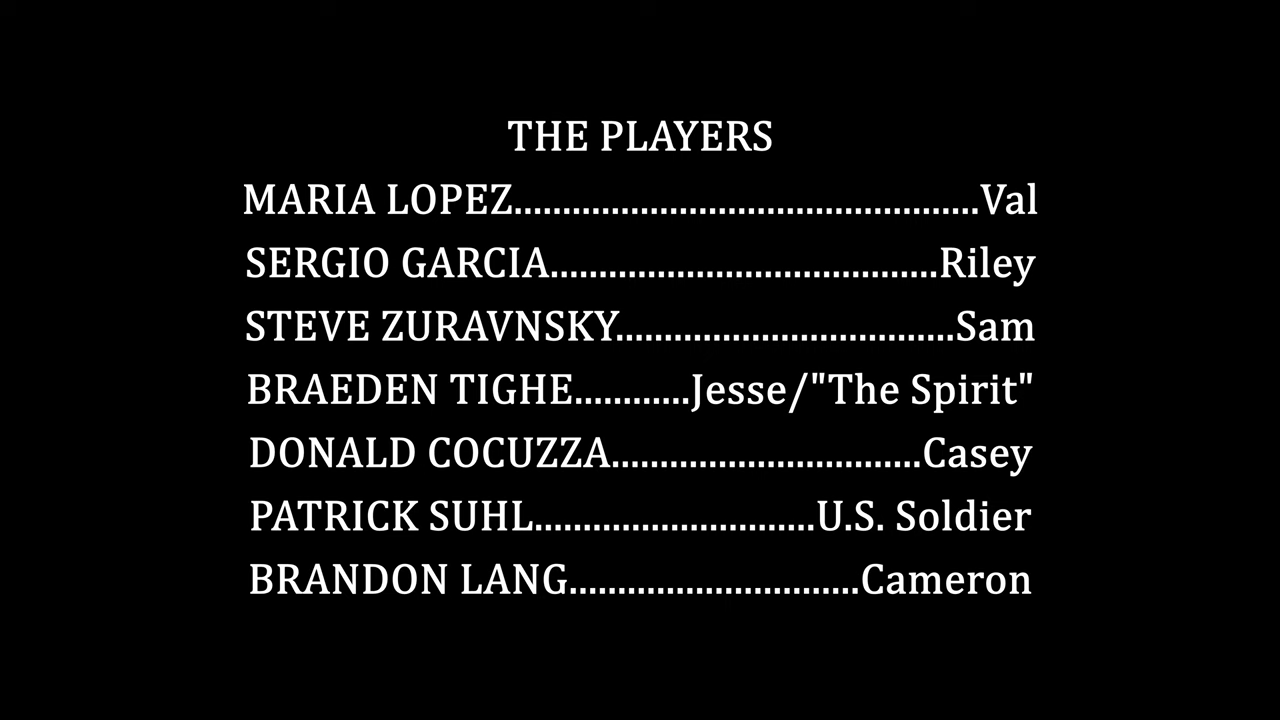 THE PLAYERS
MARIA LOPEZ................................................Val
SERGIO GARCIA........................................Riley
STEVE ZURAVNSKY...................................Sam
BRAEDEN TIGHE............Jesse/"The Spirit"
DONALD COCUZZA................................Casey
PATRICK SUHL.............................U.S. Soldier
BRANDON LANG..............................Cameron